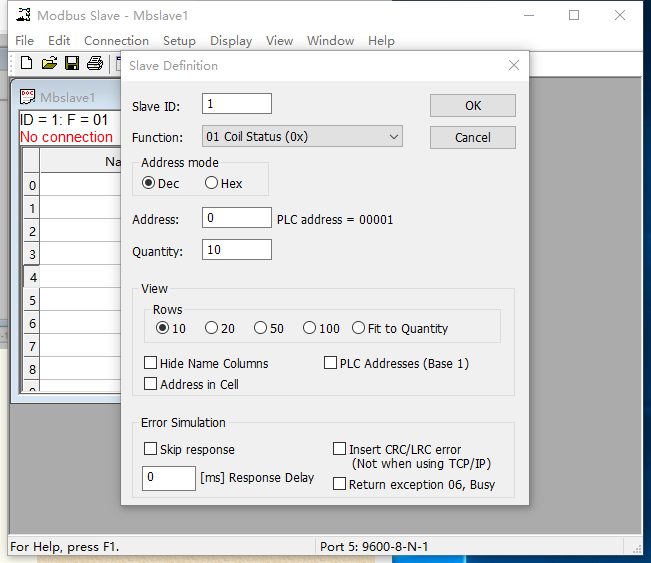 Modbus Slave - Mbslave1
File Edit Connection Setup Display View Window Help
Mbslave1
ID = 1: F = 01
No connection
Na
0
1
2
3
4
5
6
7
8
Slave Definition
Slave ID: 1 OK
Function: 01 Coil Status (0x) Cancel
Address mode
Dec Hex
Address: 0 PLC address = 00001
Quantity: 10
View
Rows
10 20 50 100 Fit to Quantity
Hide Name Columns PLC Addresses (Base 1)
Address in Cell
Error Simulation
Skip response Insert CRC/LRC error
(Not when using TCP/IP)
0 [ms] Response Delay
Return exception 06, Busy
For Help, press F1. Port 5: 9600-8-N-1